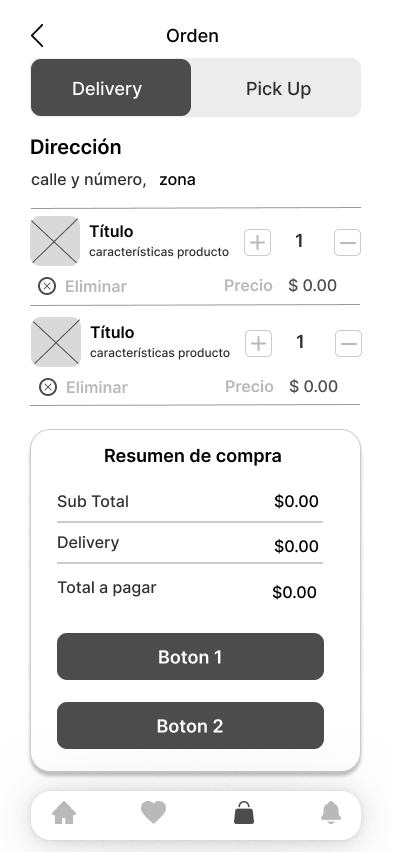 Orden
Delivery Pick Up
Dirección
calle y número, zona
Título
características producto
1
Eliminar Precio $ 0.00
Título
características producto
1
Eliminar Precio $ 0.00
Resumen de compra
Sub Total $0.00
Delivery $0.00
Total a pagar $0.00
Boton 1
Boton 2